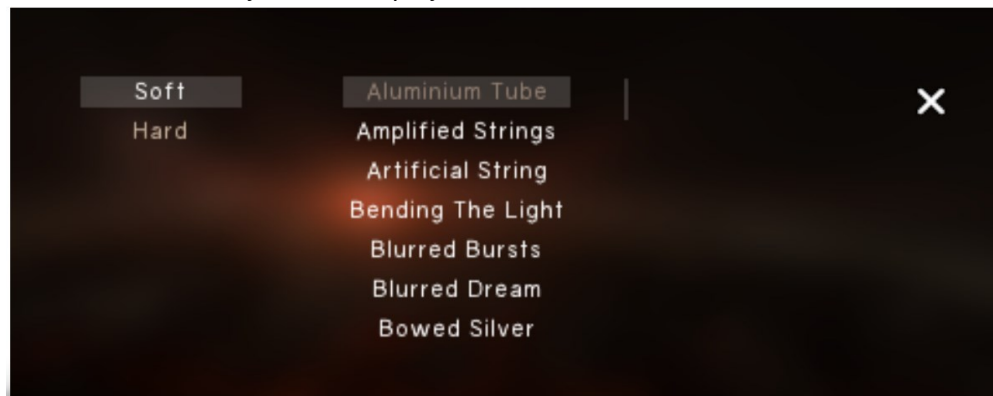 Soft
Hard
Aluminium Tube
Amplified Strings
Artificial String
Bending The Light
Blurred Bursts
Blurred Dream
Bowed Silver